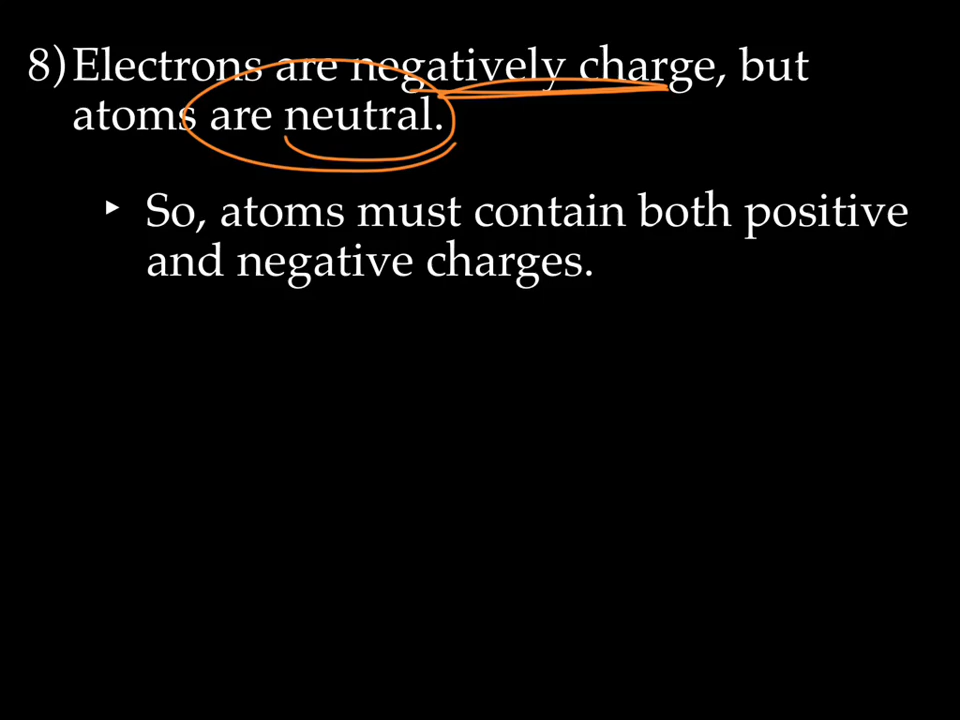 8) Electrons are negatively charge, but
atoms are neutral.
‣ So, atoms must contain both positive
and negative charges.